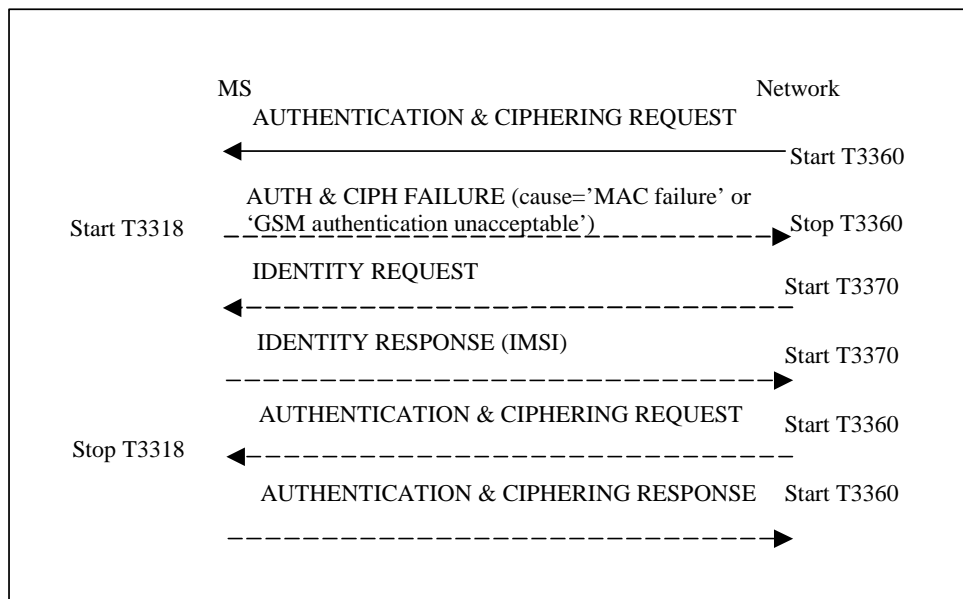 MS Network
AUTHENTICATION & CIPHERING REQUEST
Start T3360
AUTH & CIPH FAILURE (cause=’MAC failure’ or
‘GSM authentication unacceptable’)
Start T3318
Stop T3360
IDENTITY REQUEST
Start T3370
IDENTITY RESPONSE (IMSI)
Start T3370
AUTHENTICATION & CIPHERING REQUEST
Start T3360
Stop T3318
AUTHENTICATION & CIPHERING RESPONSE
Start T3360